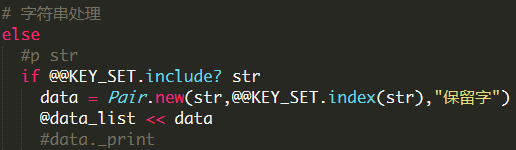 # 字符串处理
else
#p str
if @@KEY_SET.include? str
data = Pair.new(str,@@KEY_SET.index(str),"保留字")
@data_list << data
#data._print